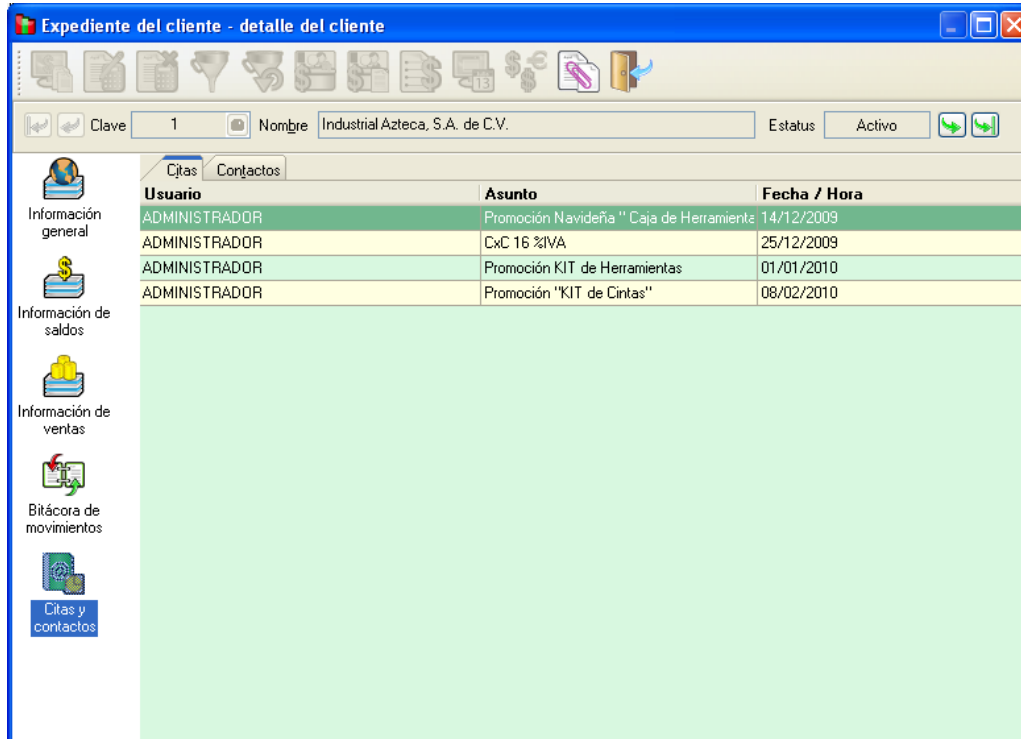 Expediente del cliente - detalle del cliente
13
Clave 1 Nombre Industrial Azteca, S.A. de C.V. Estatus Activo
Citas Contactos
Usuario Asunto Fecha / Hora
ADMINISTRADOR Promoción Navideña " Caja de Herramienta 14/12/2009
ADMINISTRADOR CxC 16 %IVA 25/12/2009
ADMINISTRADOR Promoción KIT de Herramientas 01/01/2010
ADMINISTRADOR Promoción "KIT de Cintas" 08/02/2010
Información
general
Información de
saldos
Información de
ventas
Bitácora de
movimientos
Citas y
contactos